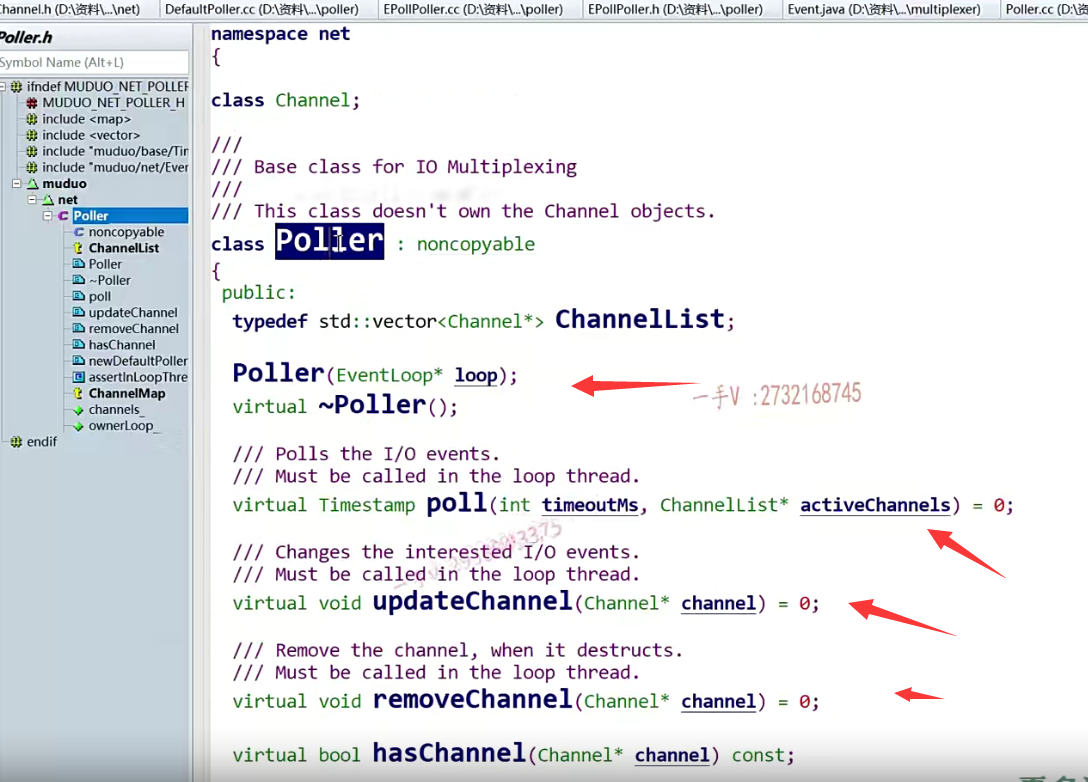 Channel.h (D:\资料\...\net) DefaultPoller.cc (D:\资料\...\poller) EPollPoller.cc (D:\资料\...\poller) EPollPoller.h (D:\资料\...\poller) Event.java (D:\资料\...\multiplexer) Poller.cc (D:\资
Poller.h
Symbol Name (Alt+L)
ifndef MUDUO_NET_POLLER
MUDUO_NET_POLLER_H
include <map>
include <vector>
include "muduo/base/Tim
include "muduo/net/Even
muduo
net
Poller
noncopyable
ChannelList
Poller
~Poller
poll
updateChannel
removeChannel
hasChannel
newDefaultPoller
assertInLoopThre
ChannelMap
channels_
ownerLoop_
endif
namespace net
{
class Channel;
///
/// Base class for IO Multiplexing
///
/// This class doesn't own the Channel objects.
class Poller : noncopyable
{
public:
typedef std::vector<Channel*> ChannelList;
Poller(EventLoop* loop);
一手V :2732168745
virtual ~Poller();
/// Polls the I/O events.
/// Must be called in the loop thread.
virtual Timestamp poll(int timeoutMs, ChannelList* activeChannels) = 0;
/// Changes the interested I/O events.
/// Must be called in the loop thread.
virtual void updateChannel(Channel* channel) = 0;
/// Remove the channel, when it destructs.
/// Must be called in the loop thread.
virtual void removeChannel(Channel* channel) = 0;
virtual bool hasChannel(Channel* channel) const;